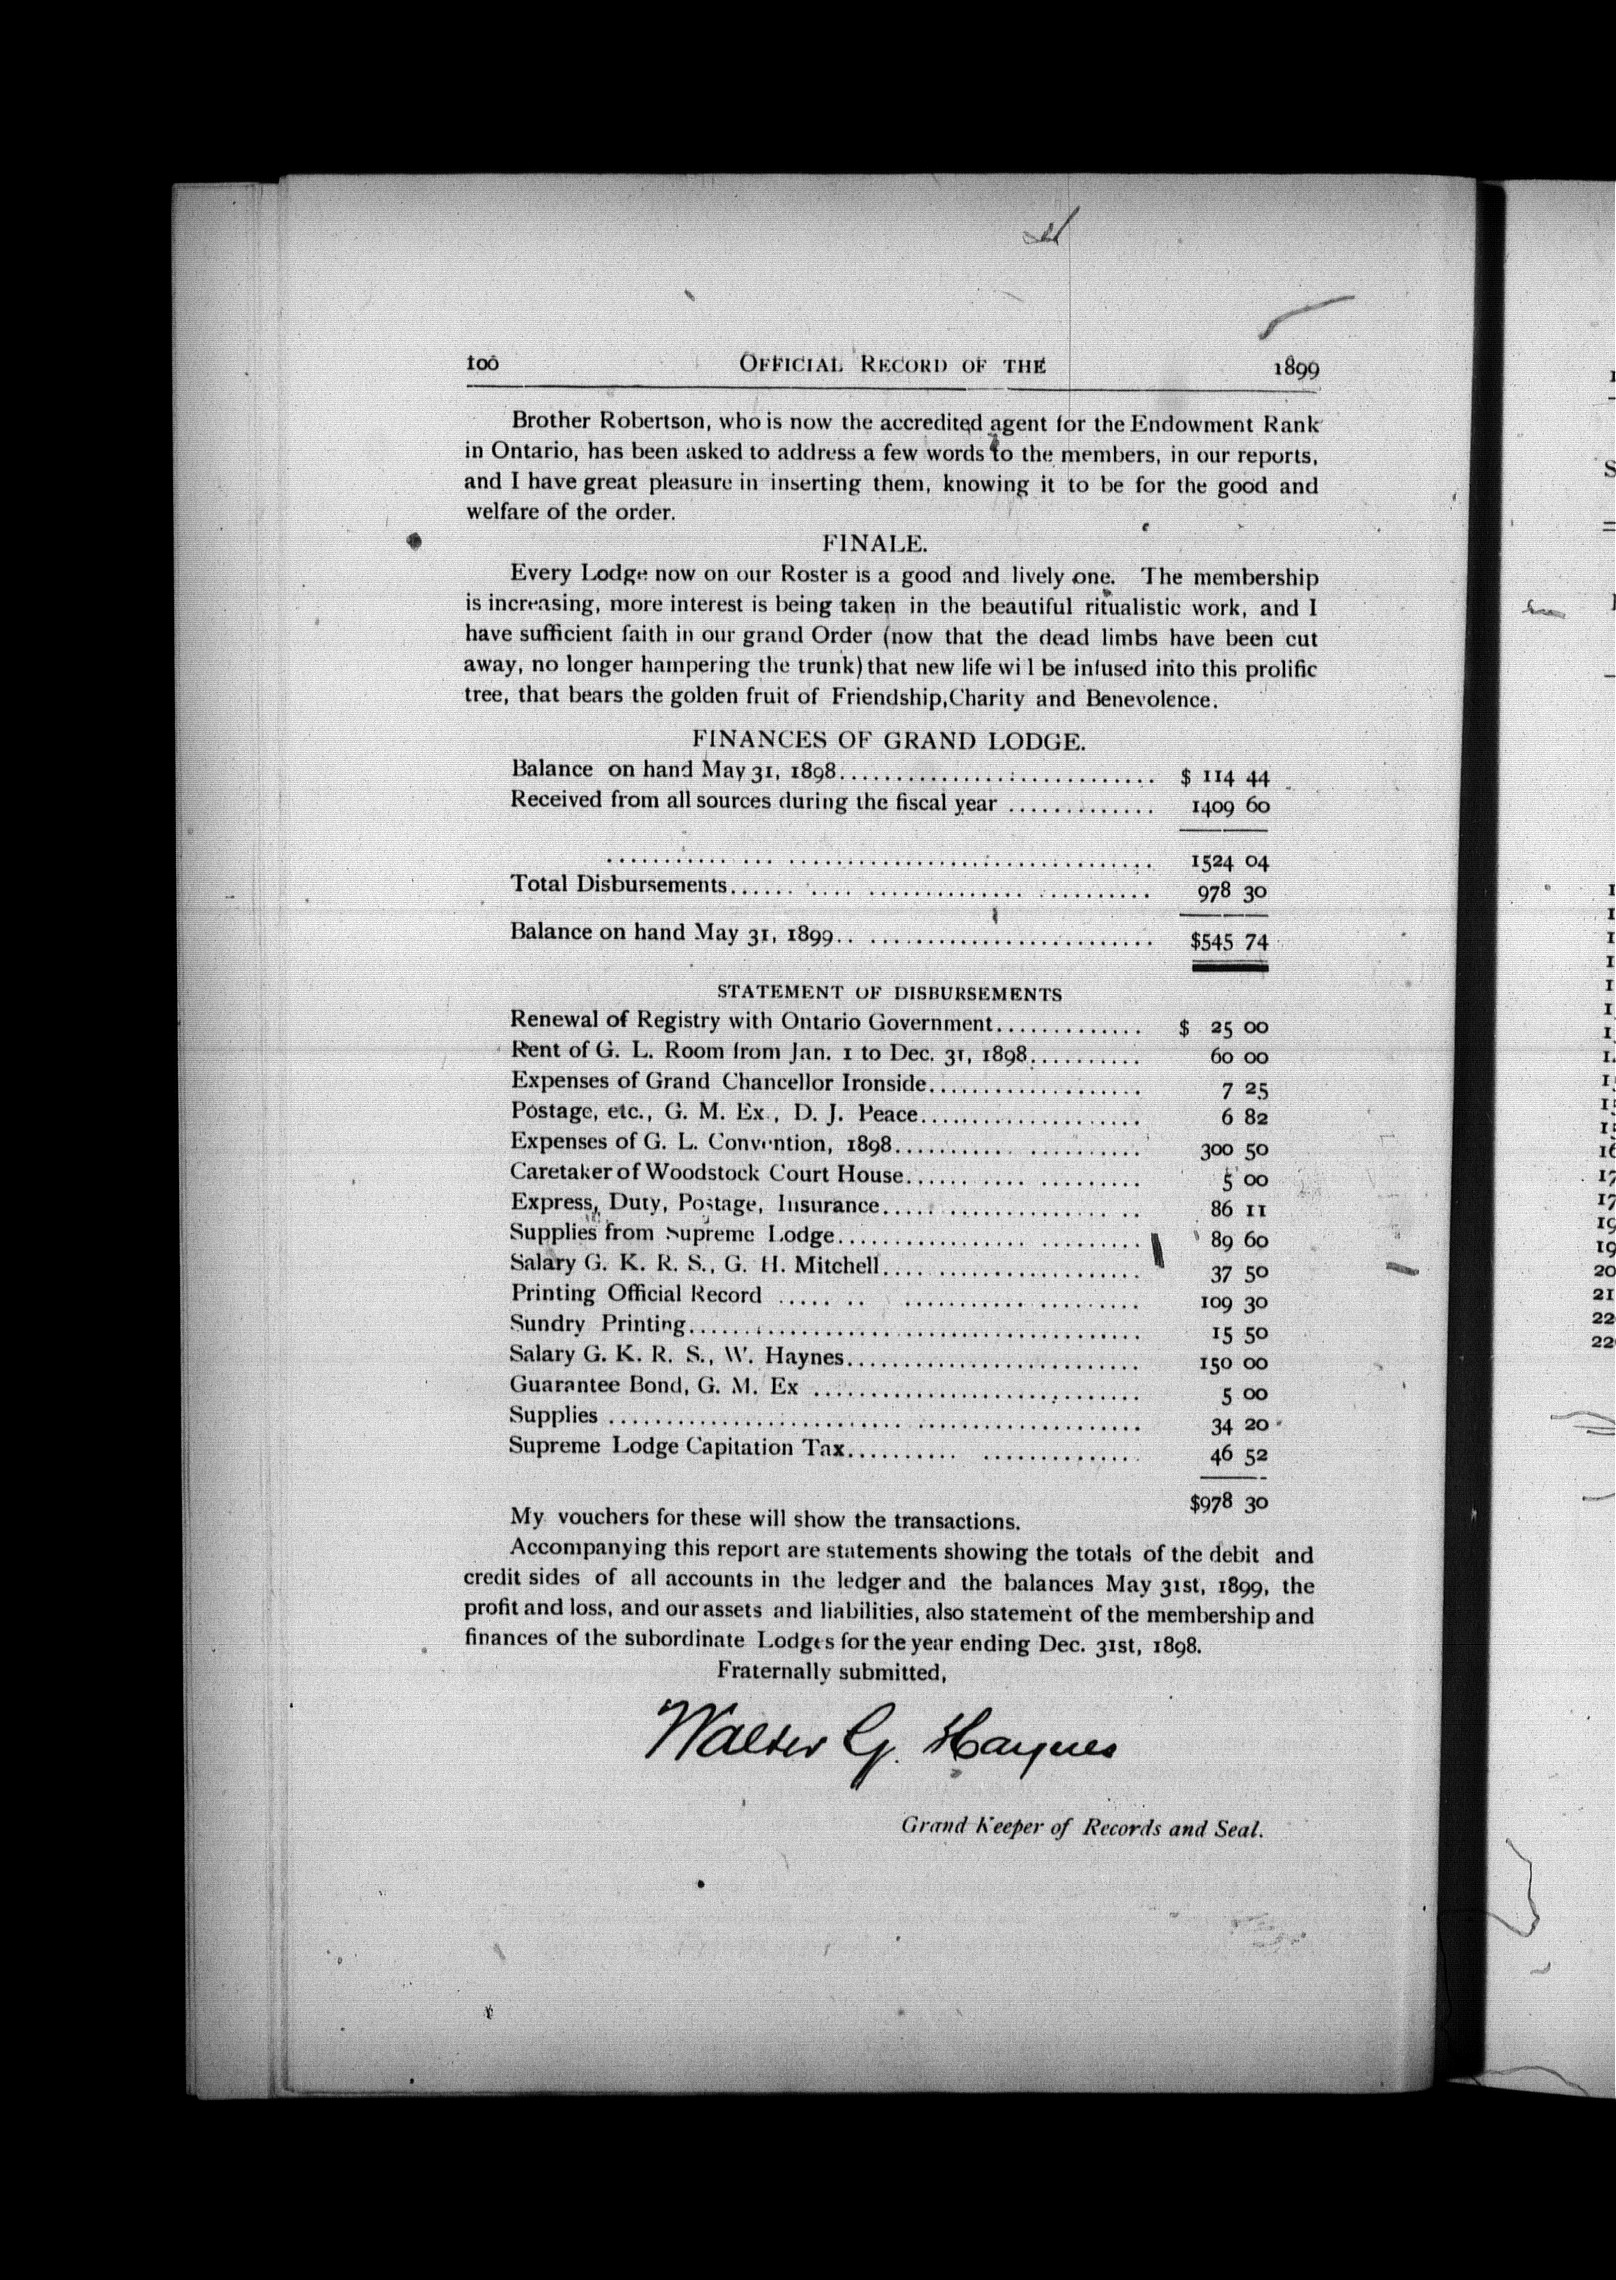 100 OFFICIAL RECORD OF THE 1899
Brother Robertson, who is now the accredited agent for the Endowment Rank
in Ontario, has been asked to address a few words to the members, in our reports,
and I have great pleasure in inserting them, knowing it to be for the good and
welfare of the order.
FINALE.
Every Lodge now on our Roster is a good and lively one. The membership
is increasing, more interest is being taken in the beautiful ritualistic work, and I
have sufficient faith in our grand Order (now that the dead limbs have been cut
away, no longer hampering the trunk) that new life wi l be infused into this prolific
tree, that bears the golden fruit of Friendship, Charity and Benevolence.
FINANCES OF GRAND LODGE.
Balance on hand May 31, 1898 $ 114 44
Received from all sources during the fiscal year 1409 60
1524 04
Total Disbursements 978 30
Balance on hand May 31, 1899 $545 74
STATEMENT OF DISBURSEMENTS
Renewal of Registry with Ontario Government $ 25 00
Rent of G. L. Room from Jan. 1 to Dec. 31, 1898 60 00
Expenses of Grand Chancellor Ironside 7 25
Postage, etc., G. M. Ex., D. J. Peace 6 82
Expenses of G. L. Convention, 1898 300 50
Caretaker of Woodstock Court House 5 00
Express, Duty, Postage, Insurance 86 11
Supplies from Supreme Lodge 89 60
Salary G. K. R. S., G. H. Mitchell 37 50
Printing Official Record 109 30
Sundry Printing 15 50
Salary G. K. R. S., W. Haynes 150 00
Guarantee Bond, G. M. Ex 5 00
Supplies 34 20
Supreme Lodge Capitation Tax 46 52
$978 30
My vouchers for these will show the transactions.
Accompanying this report are statements showing the totals of the debit and
credit sides of all accounts in the ledger and the balances May 31st, 1899, the
profit and loss, and our assets and liabilities, also statement of the membership and
finances of the subordinate Lodges for the year ending Dec. 31st, 1898.
Fraternally submitted,
Walter G. Haynes
Grand Keeper of Records and Seal.